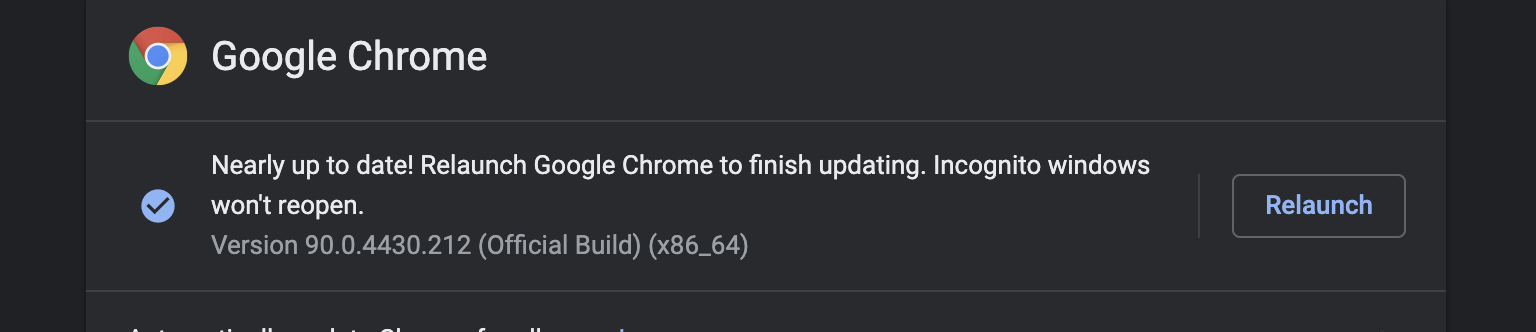 Google Chrome
Nearly up to date! Relaunch Google Chrome to finish updating. Incognito windows
won't reopen.
Version 90.0.4430.212 (Official Build) (x86_64)
Relaunch